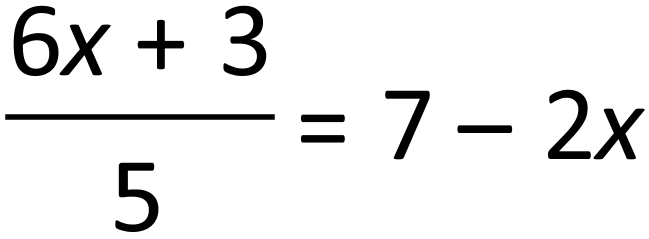 6x + 3
= 7 − 2x
5